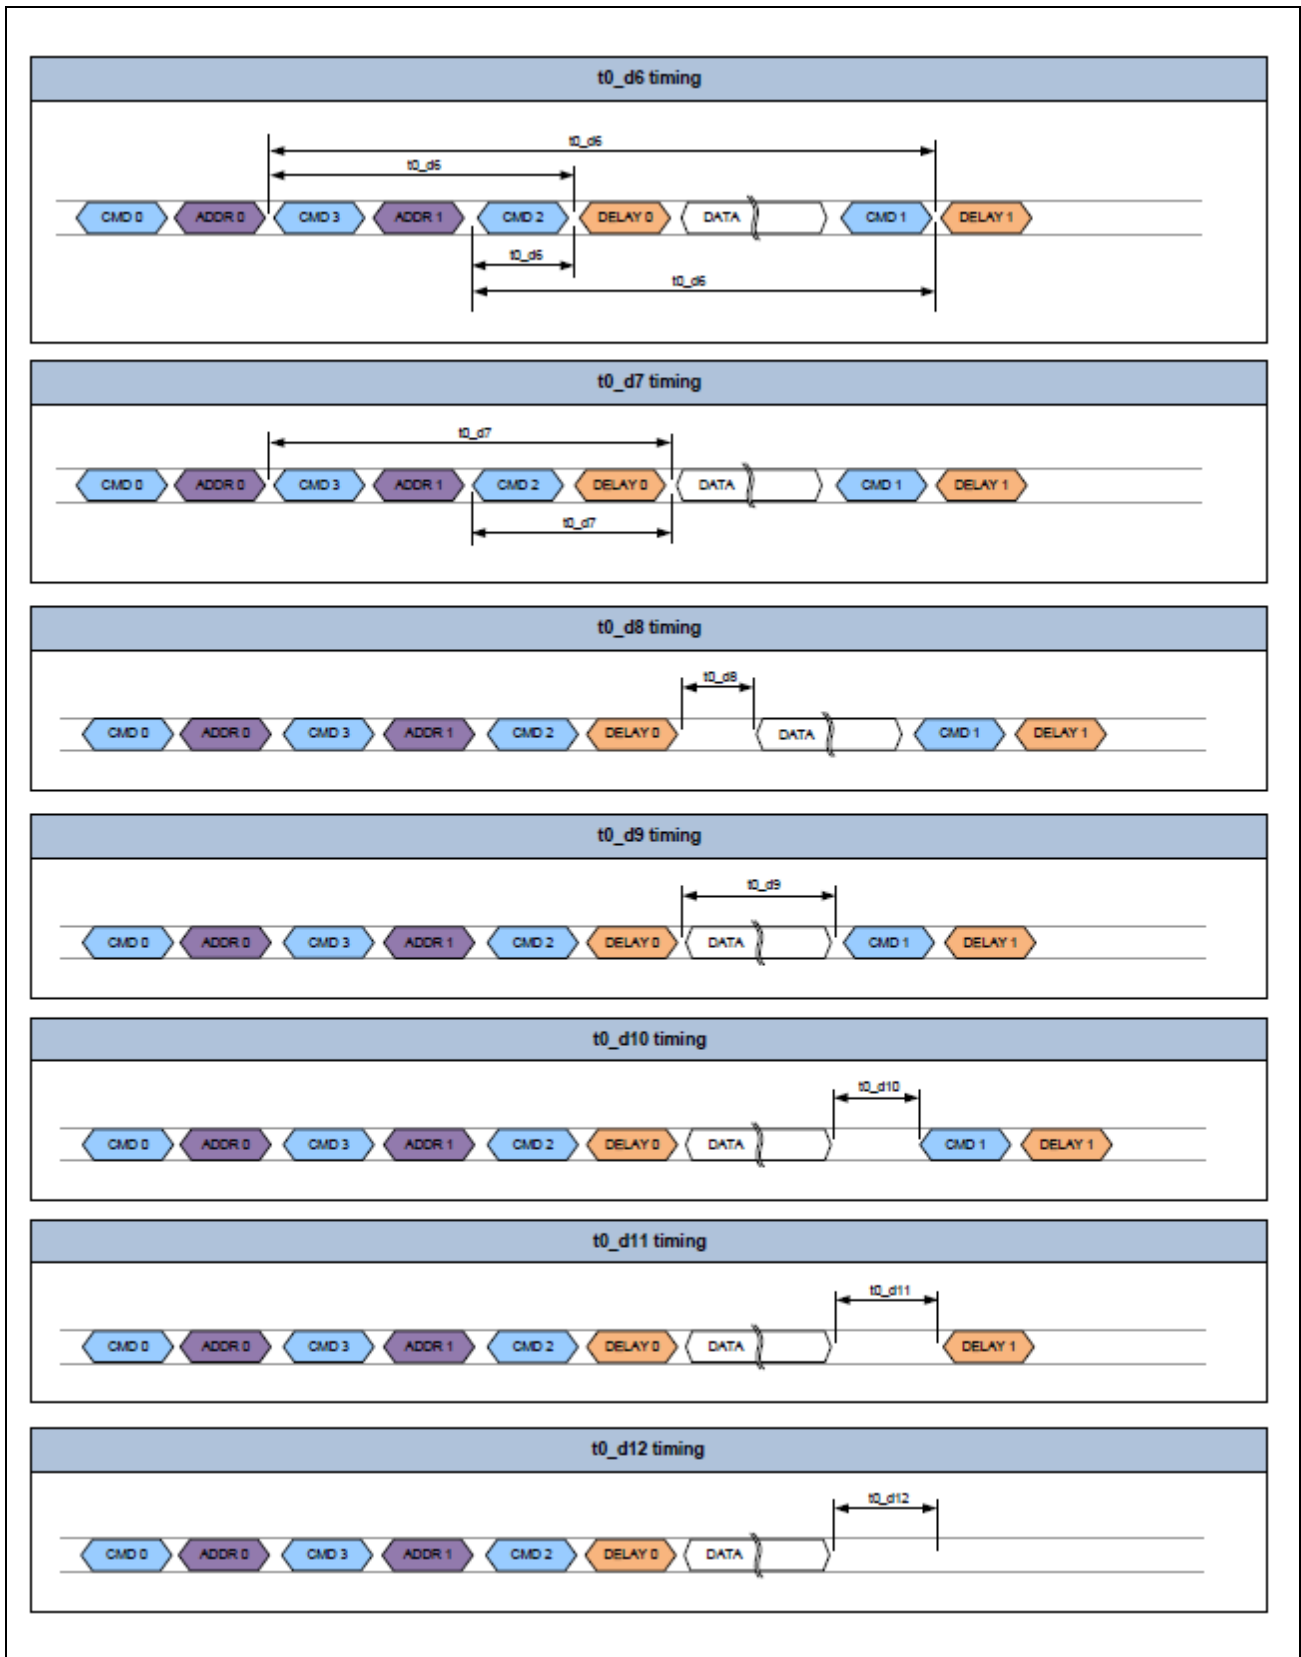 t0_d6 timing
t0_d6
t0_d6
CMD 0 ADDR 0 CMD 3 ADDR 1 CMD 2 DELAY 0 DATA CMD 1 DELAY 1
t0_d6
t0_d6
t0_d7 timing
t0_d7
CMD 0 ADDR 0 CMD 3 ADDR 1 CMD 2 DELAY 0 DATA CMD 1 DELAY 1
t0_d7
t0_d8 timing
t0_d8
CMD 0 ADDR 0 CMD 3 ADDR 1 CMD 2 DELAY 0 DATA CMD 1 DELAY 1
t0_d9 timing
t0_d9
CMD 0 ADDR 0 CMD 3 ADDR 1 CMD 2 DELAY 0 DATA CMD 1 DELAY 1
t0_d10 timing
t0_d10
CMD 0 ADDR 0 CMD 3 ADDR 1 CMD 2 DELAY 0 DATA CMD 1 DELAY 1
t0_d11 timing
t0_d11
CMD 0 ADDR 0 CMD 3 ADDR 1 CMD 2 DELAY 0 DATA DELAY 1
t0_d12 timing
t0_d12
CMD 0 ADDR 0 CMD 3 ADDR 1 CMD 2 DELAY 0 DATA